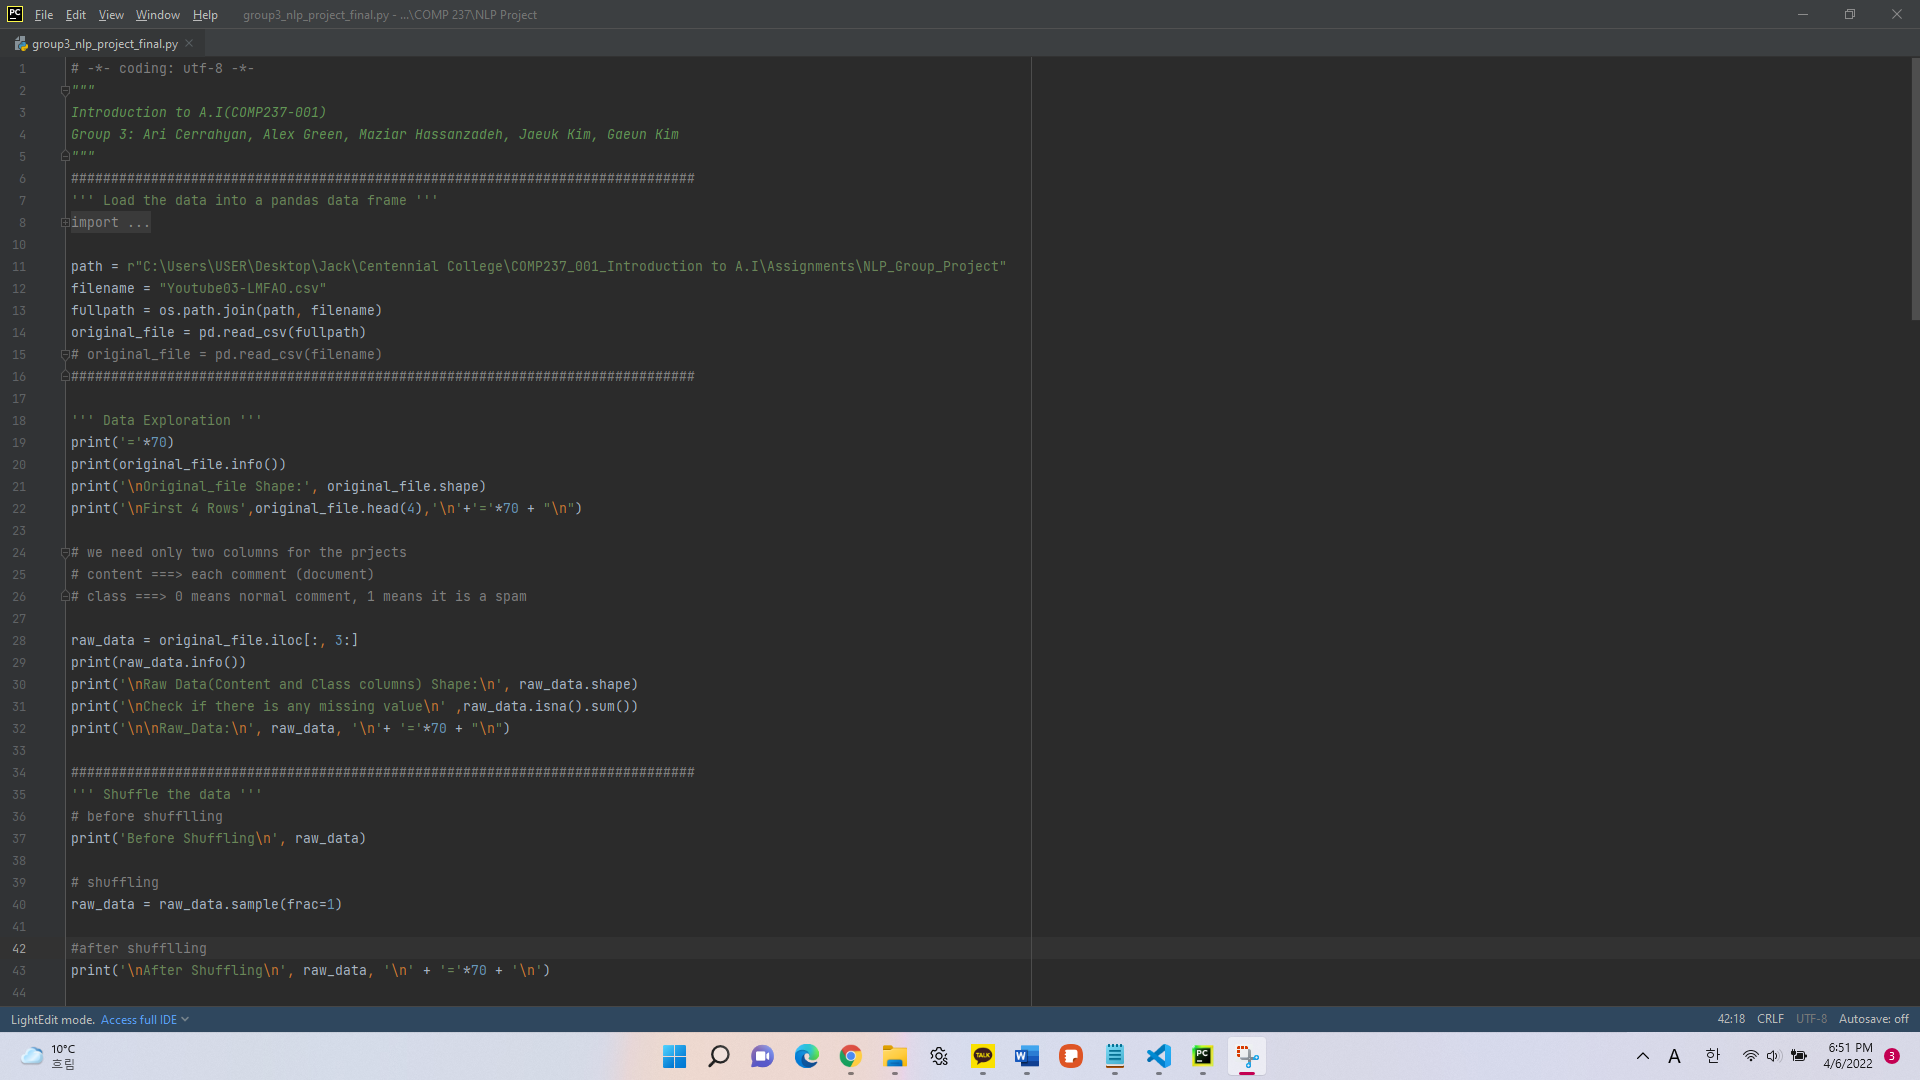 PC File Edit View Window Help group3_nlp_project_final.py - ...\COMP 237\NLP Project
group3_nlp_project_final.py
1 # -*- coding: utf-8 -*-
2 """
3 Introduction to A.I(COMP237-001)
4 Group 3: Ari Cerrahyan, Alex Green, Maziar Hassanzadeh, Jaeuk Kim, Gaeun Kim
5 """
6 ##############################################################################
7 ''' Load the data into a pandas data frame '''
8 import ...
10
11 path = r"C:\Users\USER\Desktop\Jack\Centennial College\COMP237_001_Introduction to A.I\Assignments\NLP_Group_Project"
12 filename = "Youtube03-LMFAO.csv"
13 fullpath = os.path.join(path, filename)
14 original_file = pd.read_csv(fullpath)
15 # original_file = pd.read_csv(filename)
16 ##############################################################################
17
18 ''' Data Exploration '''
19 print('='*70)
20 print(original_file.info())
21 print('\nOriginal_file Shape:', original_file.shape)
22 print('\nFirst 4 Rows',original_file.head(4),'\n'+'='*70 + "\n")
23
24 # we need only two columns for the prjects
25 # content ===> each comment (document)
26 # class ===> 0 means normal comment, 1 means it is a spam
27
28 raw_data = original_file.iloc[:, 3:]
29 print(raw_data.info())
30 print('\nRaw Data(Content and Class columns) Shape:\n', raw_data.shape)
31 print('\nCheck if there is any missing value\n' ,raw_data.isna().sum())
32 print('\n\nRaw_Data:\n', raw_data, '\n'+ '='*70 + "\n")
33
34 ##############################################################################
35 ''' Shuffle the data '''
36 # before shufflling
37 print('Before Shuffling\n', raw_data)
38
39 # shuffling
40 raw_data = raw_data.sample(frac=1)
41
42 #after shufflling
43 print('\nAfter Shuffling\n', raw_data, '\n' + '='*70 + '\n')
44
LightEdit mode. Access full IDE 42:18 CRLF UTF-8 Autosave: off
10°C
흐림
TALK W PC A 한
6:51 PM
4/6/2022
3